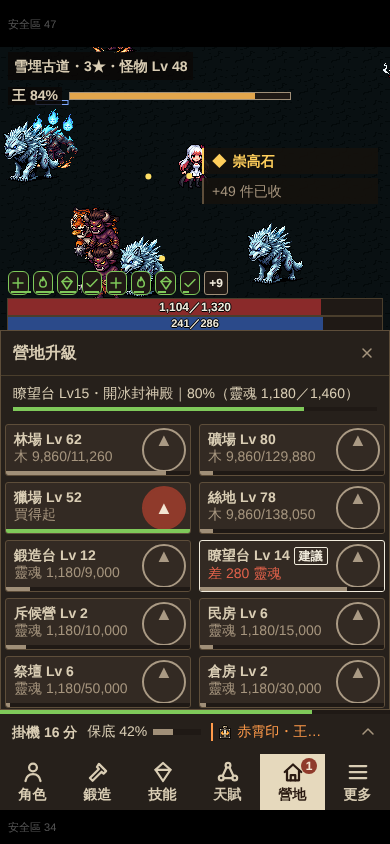 安全區 47
雪埋古道・3★・怪物 Lv 48
王 84%
崇高石
+49 件已收
+9
1,104／1,320
241／286
營地升級
瞭望台 Lv15・開冰封神殿｜80%（靈魂 1,180／1,460）
林場 Lv 62
木 9,860/11,260
礦場 Lv 80
木 9,860/129,880
獵場 Lv 52
買得起
絲地 Lv 78
木 9,860/138,050
鍛造台 Lv 12
靈魂 1,180/9,000
瞭望台 Lv 14 建議
差 280 靈魂
斥候營 Lv 2
靈魂 1,180/10,000
民房 Lv 6
靈魂 1,180/15,000
祭壇 Lv 6
靈魂 1,180/50,000
倉房 Lv 2
靈魂 1,180/30,000
掛機 16 分 保底 42% 赤霄印・王…
角色 鍛造 技能 天賦 營地 1 更多
安全區 34